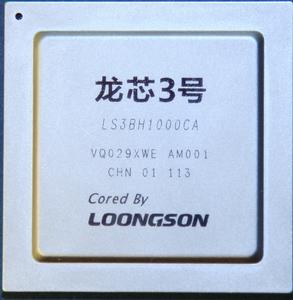 龙芯3号
LS3BH1000CA
VQ029XWE AM001
CHN 01 113
Cored By
LOONGSON